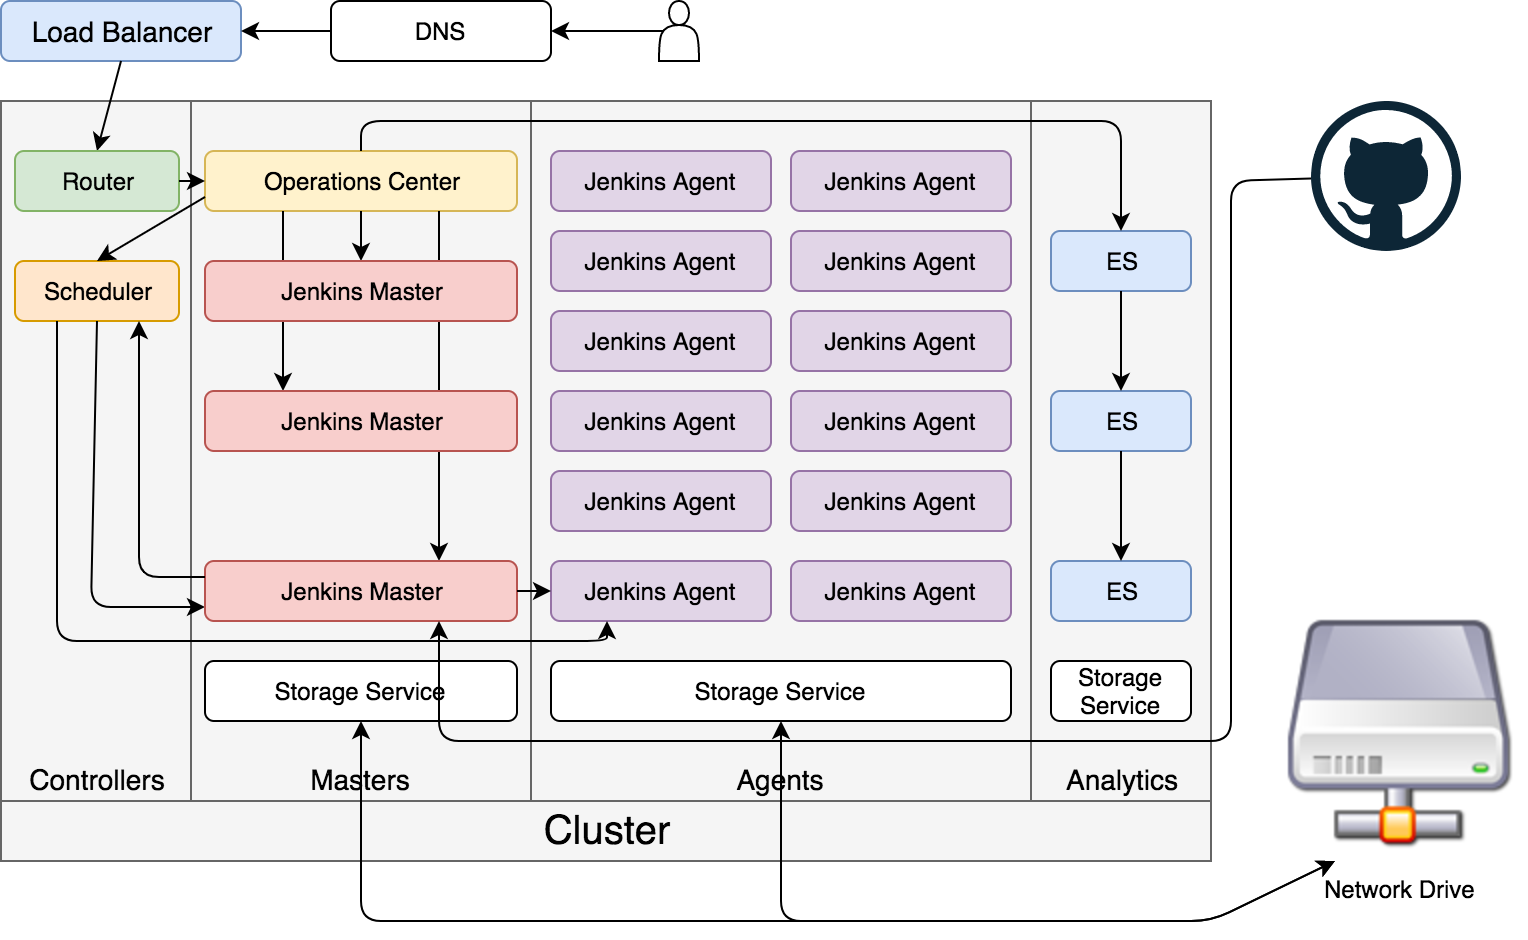 Load Balancer
DNS
Router
Operations Center
Jenkins Agent
Jenkins Agent
Scheduler
Jenkins Master
Jenkins Agent
Jenkins Agent
ES
Jenkins Agent
Jenkins Agent
Jenkins Master
Jenkins Agent
Jenkins Agent
ES
Jenkins Agent
Jenkins Agent
Jenkins Master
Jenkins Agent
Jenkins Agent
ES
Storage Service
Storage Service
Storage
Service
Controllers
Masters
Agents
Analytics
Cluster
Network Drive